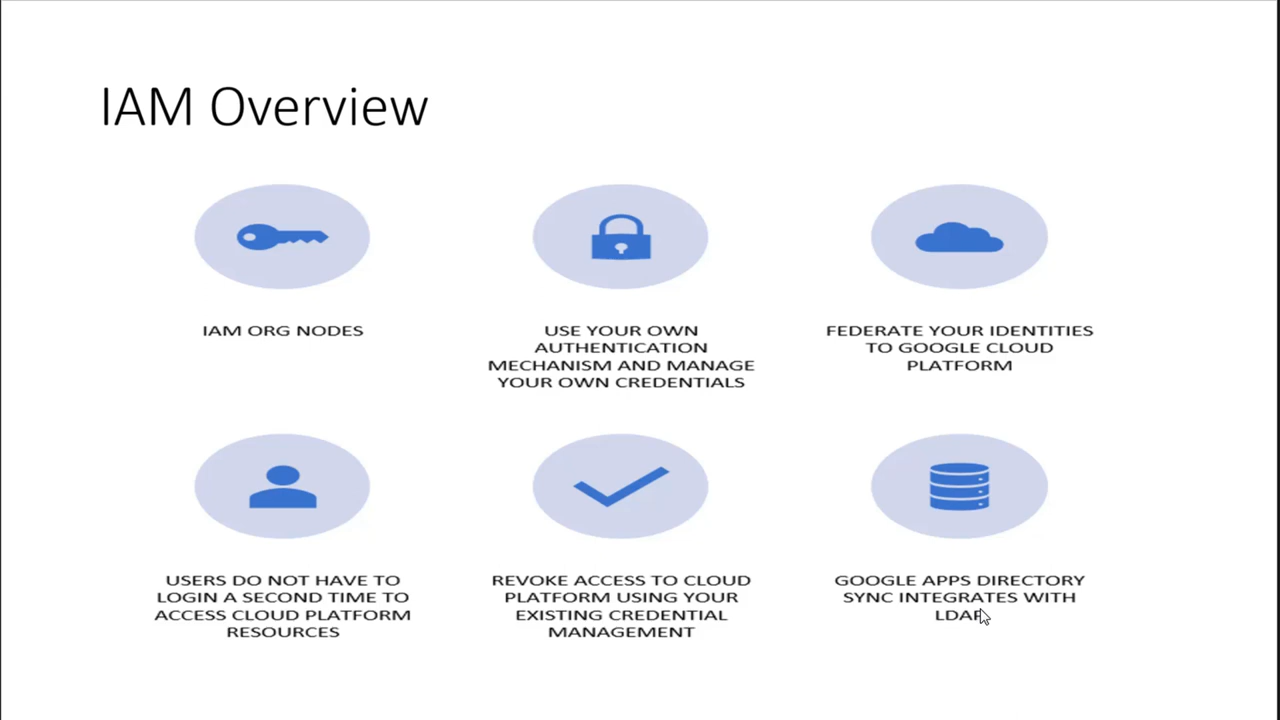 IAM Overview
IAM ORG NODES
USE YOUR OWN
AUTHENTICATION
MECHANISM AND MANAGE
YOUR OWN CREDENTIALS
FEDERATE YOUR IDENTITIES
TO GOOGLE CLOUD
PLATFORM
USERS DO NOT HAVE TO
LOGIN A SECOND TIME TO
ACCESS CLOUD PLATFORM
RESOURCES
REVOKE ACCESS TO CLOUD
PLATFORM USING YOUR
EXISTING CREDENTIAL
MANAGEMENT
GOOGLE APPS DIRECTORY
SYNC INTEGRATES WITH
LDAP